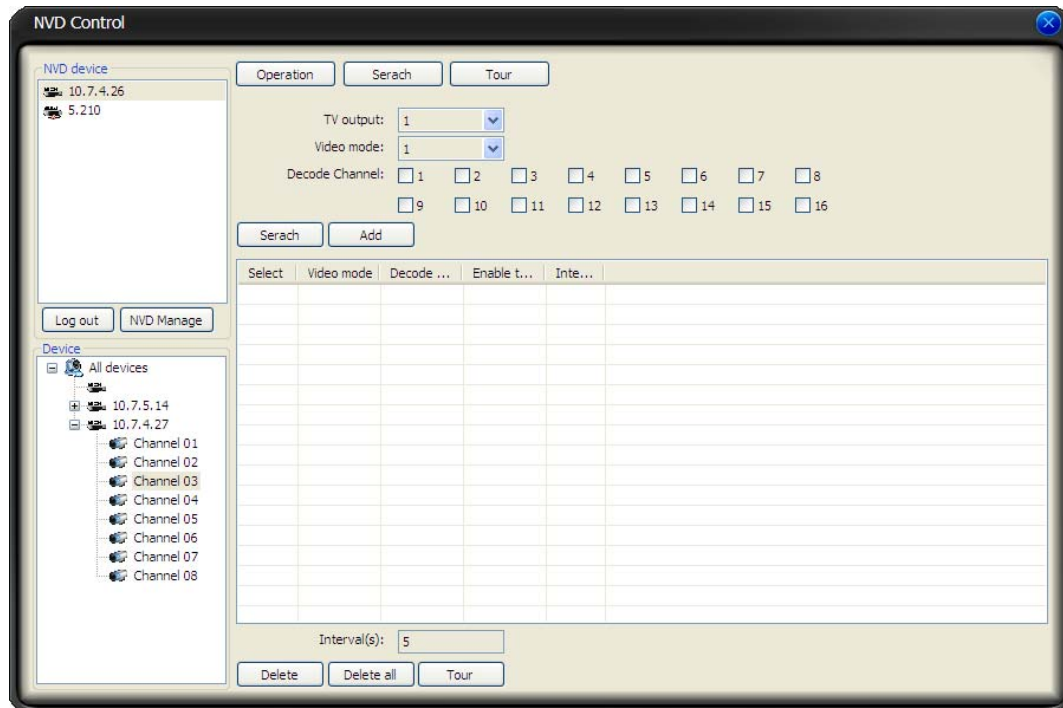 NVD Control
NVD device
10.7.4.26
5.210
Log out NVD Manage
Device
All devices
10.7.5.14
10.7.4.27
Channel 01
Channel 02
Channel 03
Channel 04
Channel 05
Channel 06
Channel 07
Channel 08
Operation Serach Tour
TV output: 1
Video mode: 1
Decode Channel: 1 2 3 4 5 6 7 8
9 10 11 12 13 14 15 16
Serach Add
Select Video mode Decode ... Enable t... Inte...
Interval(s): 5
Delete Delete all Tour